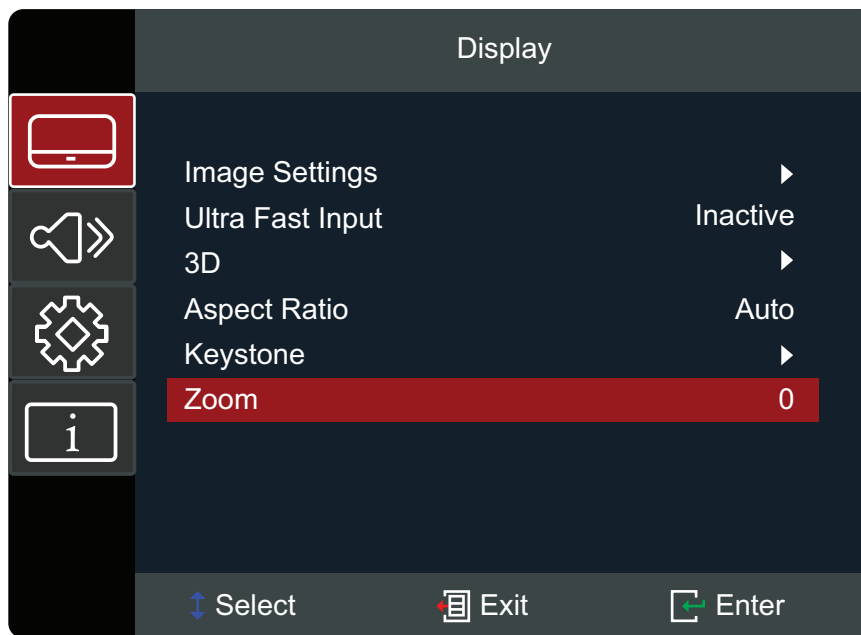 Display
Image Settings
Ultra Fast Input Inactive
3D
Aspect Ratio Auto
Keystone
Zoom 0
i
Select Exit Enter